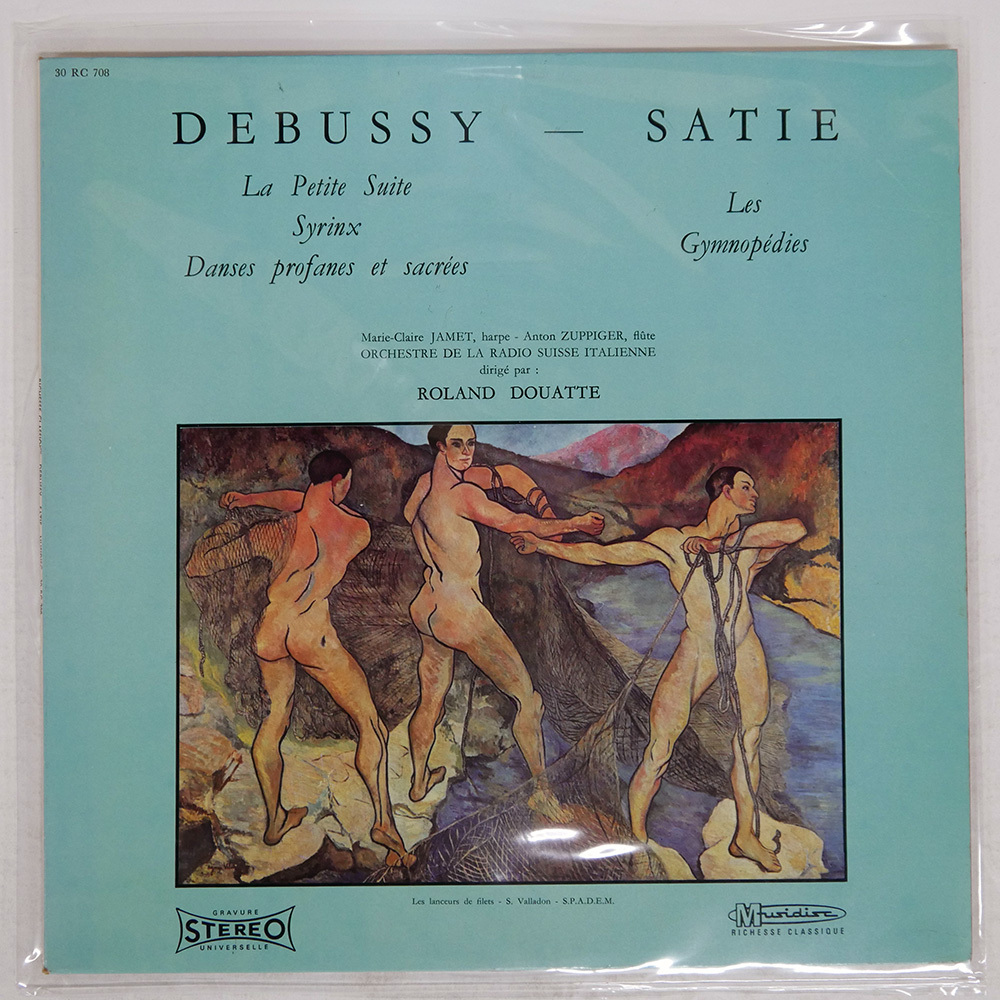 30 RC 708
DEBUSSY — SATIE
La Petite Suite
Syrinx
Danses profanes et sacrées
Les
Gymnopédies
Marie-Claire JAMET, harpe - Anton ZUPPIGER, flûte
ORCHESTRE DE LA RADIO SUISSE ITALIENNE
dirigé par :
ROLAND DOUATTE
Les lanceurs de filets - S. Valladon - S.P.A.D.E.M.
GRAVURE
STEREO
UNIVERSELLE
Musidisc
RICHESSE CLASSIQUE